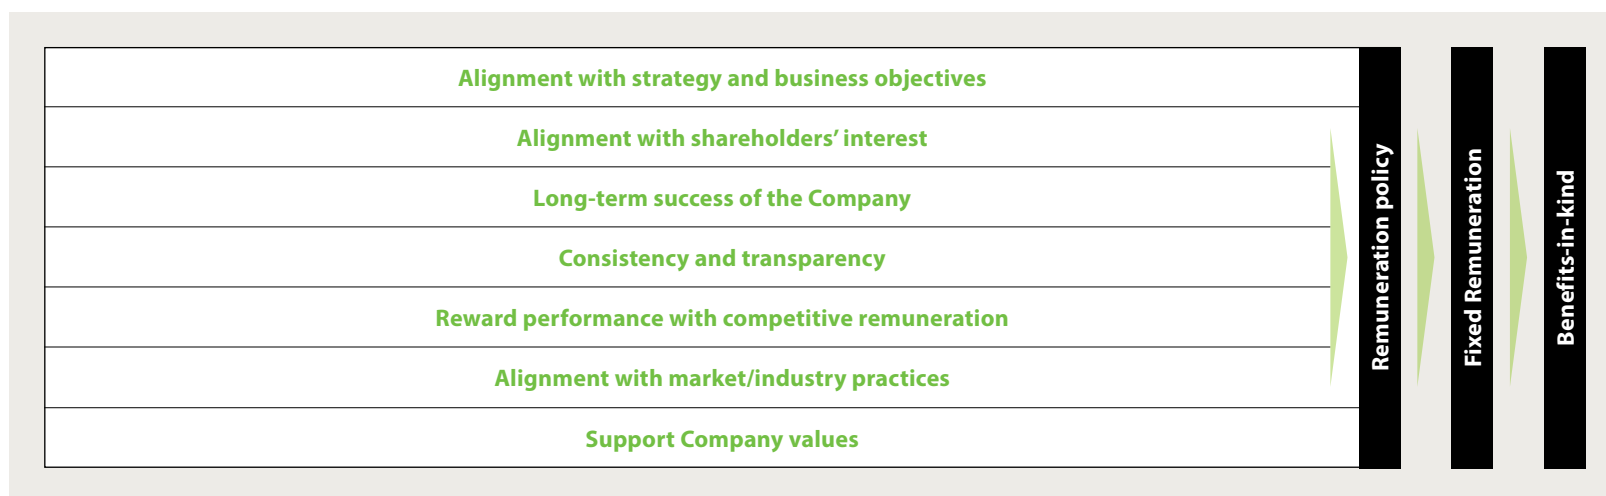 Alignment with strategy and business objectives
Alignment with shareholders’ interest
Long-term success of the Company
Consistency and transparency
Reward performance with competitive remuneration
Alignment with market/industry practices
Support Company values
Remuneration policy
Fixed Remuneration
Benefits-in-kind